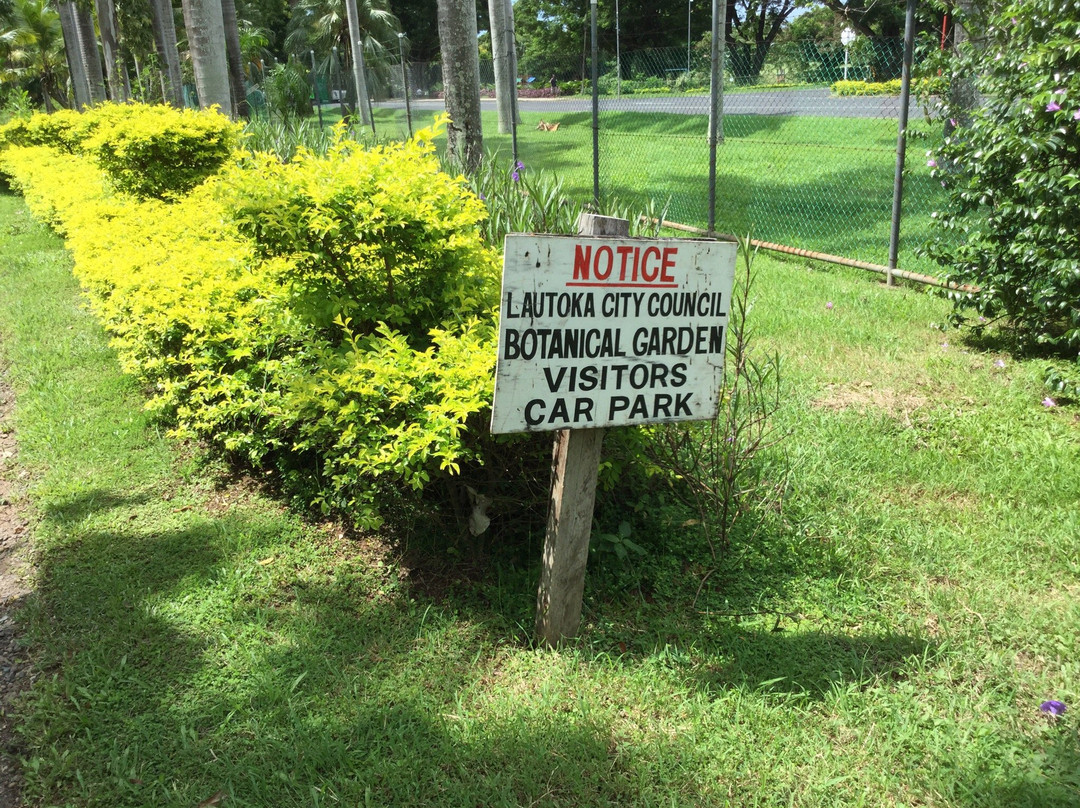 NOTICE
LAUTOKA CITY COUNCIL
BOTANICAL GARDEN
VISITORS
CAR PARK